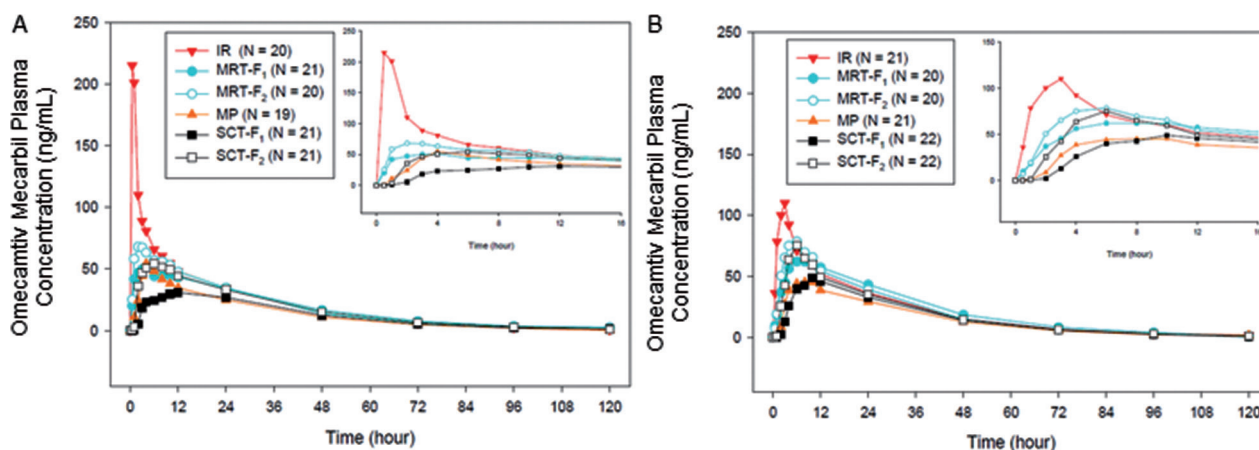 A
Omecamtiv Mecarbil Plasma
Concentration (ng/mL)
250
200
150
100
50
0
IR (N = 20)
MRT-F₁ (N = 21)
MRT-F₂ (N = 20)
MP (N = 19)
SCT-F₁ (N = 21)
SCT-F₂ (N = 21)
250
200
150
100
50
0
0 4 8 12 16
Time (hour)
0 12 24 36 48 60 72 84 96 108 120
Time (hour)
B
Omecamtiv Mecarbil Plasma
Concentration (ng/mL)
250
200
150
100
50
0
IR (N = 21)
MRT-F₁ (N = 20)
MRT-F₂ (N = 20)
MP (N = 21)
SCT-F₁ (N = 22)
SCT-F₂ (N = 22)
150
100
50
0
0 4 8 12 16
Time (hour)
0 12 24 36 48 60 72 84 96 108 120
Time (hour)